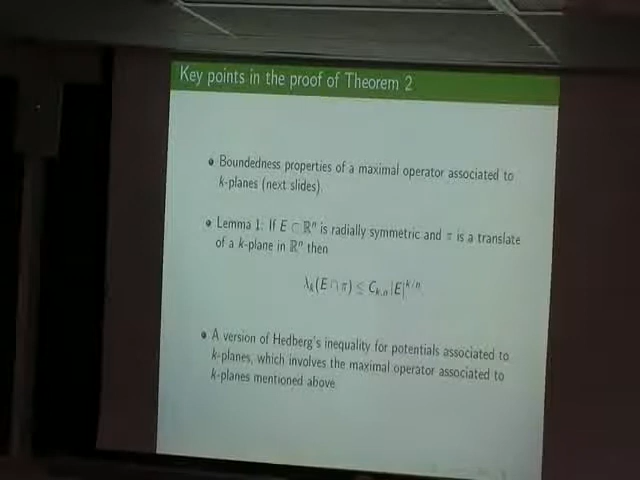 Key points in the proof of Theorem 2
• Boundedness properties of a maximal operator associated to
k-planes (next slides).
• Lemma 1: If E ⊂ ℝⁿ is radially symmetric and π is a translate
of a k-plane in ℝⁿ then
λₖ(E ∩ π) ≤ Cₖ,ₙ |E|^{k/n}
• A version of Hedberg's inequality for potentials associated to
k-planes, which involves the maximal operator associated to
k-planes mentioned above